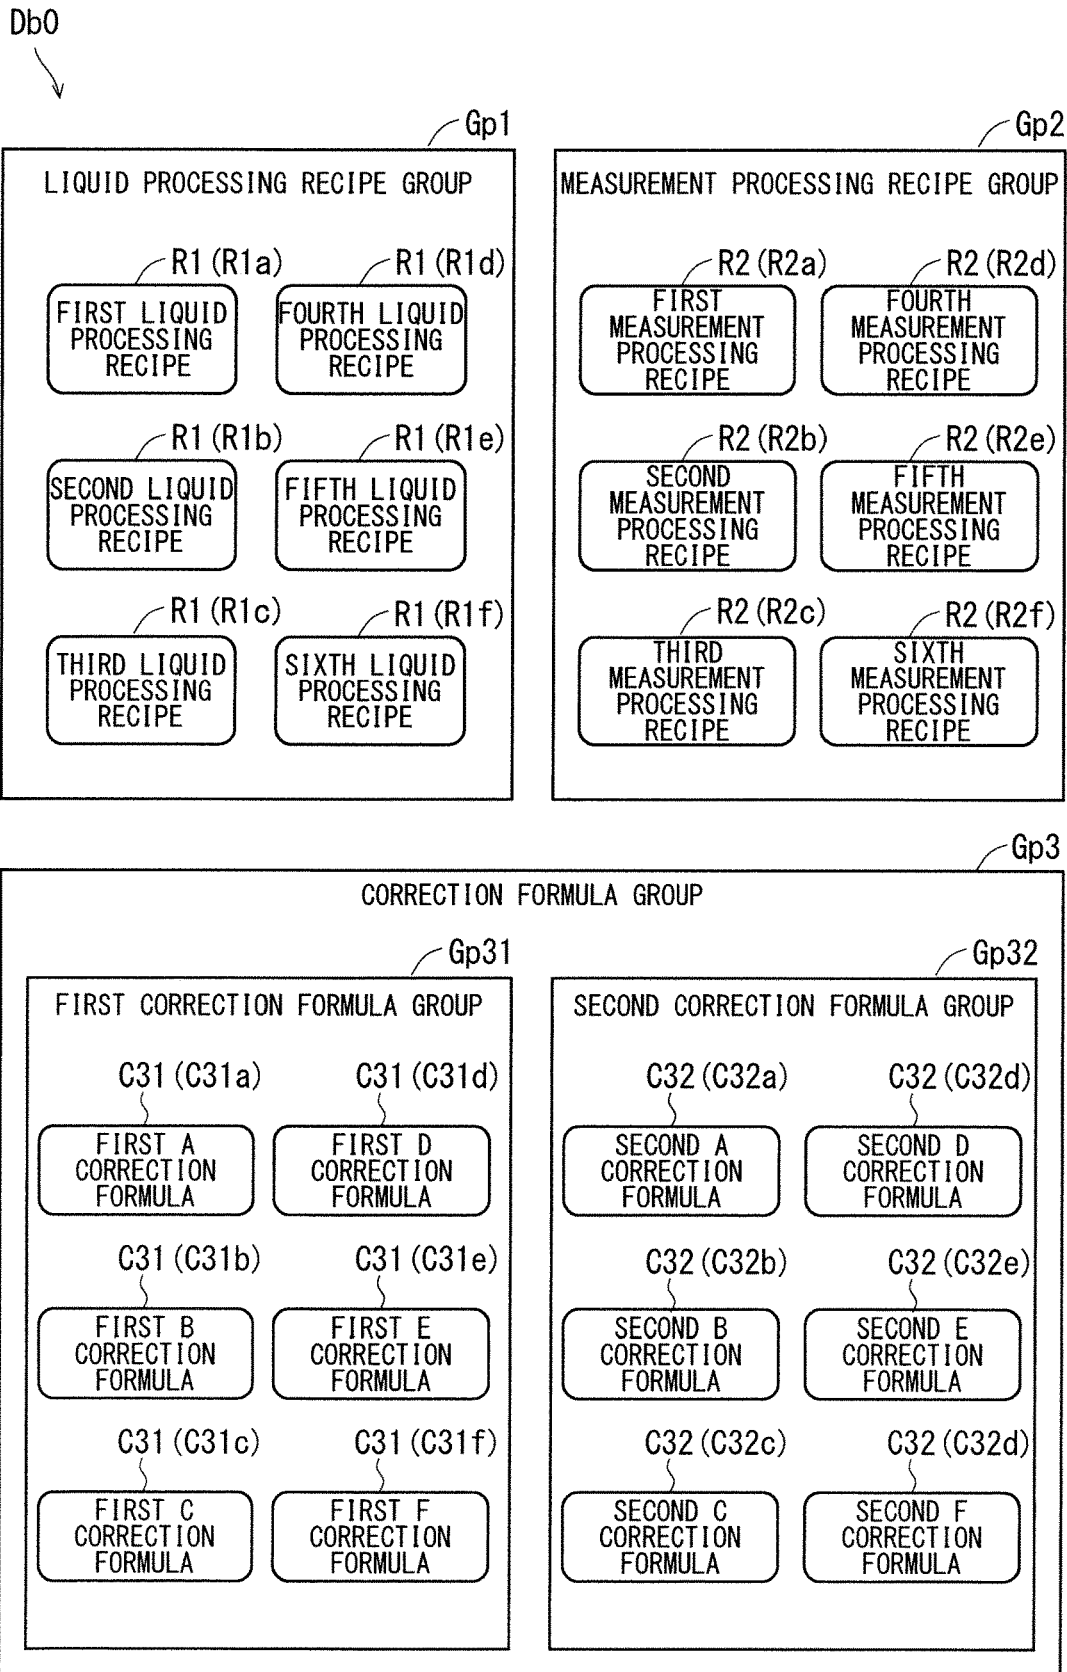 Db0
Gp1
LIQUID PROCESSING RECIPE GROUP
R1(R1a)
FIRST LIQUID
PROCESSING
RECIPE
R1(R1d)
FOURTH LIQUID
PROCESSING
RECIPE
R1(R1b)
SECOND LIQUID
PROCESSING
RECIPE
R1(R1e)
FIFTH LIQUID
PROCESSING
RECIPE
R1(R1c)
THIRD LIQUID
PROCESSING
RECIPE
R1(R1f)
SIXTH LIQUID
PROCESSING
RECIPE
Gp2
MEASUREMENT PROCESSING RECIPE GROUP
R2(R2a)
FIRST
MEASUREMENT
PROCESSING
RECIPE
R2(R2d)
FOURTH
MEASUREMENT
PROCESSING
RECIPE
R2(R2b)
SECOND
MEASUREMENT
PROCESSING
RECIPE
R2(R2e)
FIFTH
MEASUREMENT
PROCESSING
RECIPE
R2(R2c)
THIRD
MEASUREMENT
PROCESSING
RECIPE
R2(R2f)
SIXTH
MEASUREMENT
PROCESSING
RECIPE
Gp3
CORRECTION FORMULA GROUP
Gp31
FIRST CORRECTION FORMULA GROUP
C31(C31a)
FIRST A
CORRECTION
FORMULA
C31(C31d)
FIRST D
CORRECTION
FORMULA
C31(C31b)
FIRST B
CORRECTION
FORMULA
C31(C31e)
FIRST E
CORRECTION
FORMULA
C31(C31c)
FIRST C
CORRECTION
FORMULA
C31(C31f)
FIRST F
CORRECTION
FORMULA
Gp32
SECOND CORRECTION FORMULA GROUP
C32(C32a)
SECOND A
CORRECTION
FORMULA
C32(C32d)
SECOND D
CORRECTION
FORMULA
C32(C32b)
SECOND B
CORRECTION
FORMULA
C32(C32e)
SECOND E
CORRECTION
FORMULA
C32(C32c)
SECOND C
CORRECTION
FORMULA
C32(C32d)
SECOND F
CORRECTION
FORMULA